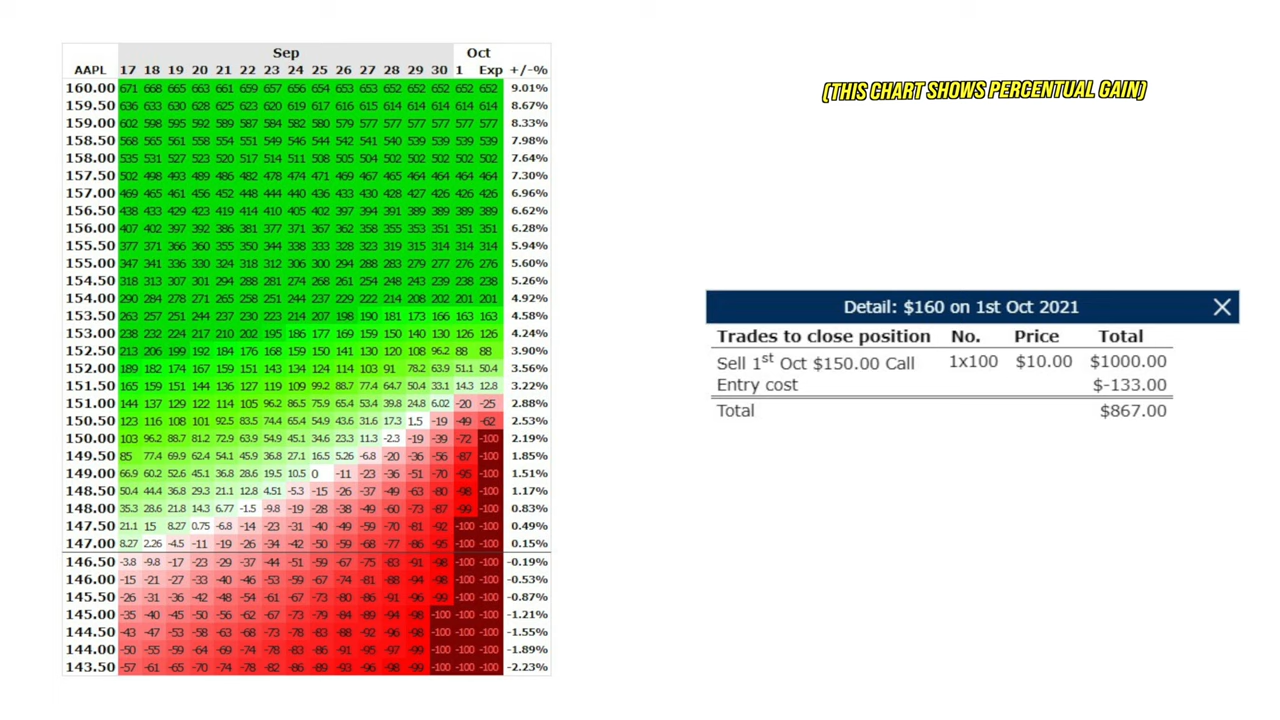 Sep Oct
AAPL 17 18 19 20 21 22 23 24 25 26 27 28 29 30 1 Exp +/-%
160.00 671 668 665 663 661 659 657 656 654 653 653 652 652 652 652 652 9.01%
159.50 636 633 630 628 625 623 620 619 617 616 615 614 614 614 614 614 8.67%
159.00 602 598 595 592 589 587 584 582 580 579 577 577 577 577 577 577 8.33%
158.50 568 565 561 558 554 551 549 546 544 542 541 540 539 539 539 539 7.98%
158.00 535 531 527 523 520 517 514 511 508 505 504 502 502 502 502 502 7.64%
157.50 502 498 493 489 486 482 478 474 471 469 467 465 464 464 464 464 7.30%
157.00 469 465 461 456 452 448 444 440 436 433 430 428 427 426 426 426 6.96%
156.50 438 433 429 423 419 414 410 405 402 397 394 391 389 389 389 389 6.62%
156.00 407 402 397 392 386 381 377 371 367 362 358 355 353 351 351 351 6.28%
155.50 377 371 366 360 355 350 344 338 333 328 323 319 315 314 314 314 5.94%
155.00 347 341 336 330 324 318 312 306 300 294 288 283 279 277 276 276 5.60%
154.50 318 313 307 301 294 288 281 274 268 261 254 248 243 239 238 238 5.26%
154.00 290 284 278 271 265 258 251 244 237 229 222 214 208 202 201 201 4.92%
153.50 263 257 251 244 237 230 223 214 207 198 190 181 173 166 163 163 4.58%
153.00 238 232 224 217 210 202 195 186 177 169 159 150 140 130 126 126 4.24%
152.50 213 206 199 192 184 176 168 159 150 141 130 120 108 96.2 88 88 3.90%
152.00 189 182 174 167 159 151 143 134 124 114 103 91 78.2 63.9 51.1 50.4 3.56%
151.50 165 159 151 144 136 127 119 109 99.2 88.7 77.4 64.7 50.4 33.1 14.3 12.8 3.22%
151.00 144 137 129 122 114 105 96.2 86.5 75.9 65.4 53.4 39.8 24.8 6.02 -20 -25 2.88%
150.50 123 116 108 101 92.5 83.5 74.4 65.4 54.9 43.6 31.6 17.3 1.5 -19 -49 -62 2.53%
150.00 103 96.2 88.7 81.2 72.9 63.9 54.9 45.1 34.6 23.3 11.3 -2.3 -19 -39 -72 -100 2.19%
149.50 85 77.4 69.9 62.4 54.1 45.9 36.8 27.1 16.5 5.26 -6.8 -20 -36 -56 -87 -100 1.85%
149.00 66.9 60.2 52.6 45.1 36.8 28.6 19.5 10.5 0 -11 -23 -36 -51 -70 -95 -100 1.51%
148.50 50.4 44.4 36.8 29.3 21.1 12.8 4.51 -5.3 -15 -26 -37 -49 -63 -80 -98 -100 1.17%
148.00 35.3 28.6 21.8 14.3 6.77 -1.5 -9.8 -19 -28 -38 -49 -60 -73 -87 -99 -100 0.83%
147.50 21.1 15 8.27 0.75 -6.8 -14 -23 -31 -40 -49 -59 -70 -81 -92 -100 -100 0.49%
147.00 8.27 2.26 -4.5 -11 -19 -26 -34 -42 -50 -59 -68 -77 -86 -95 -100 -100 0.15%
146.50 -3.8 -9.8 -17 -23 -29 -37 -44 -51 -59 -67 -75 -83 -91 -98 -100 -100 -0.19%
146.00 -15 -21 -27 -33 -40 -46 -53 -59 -67 -74 -81 -88 -94 -98 -100 -100 -0.53%
145.50 -26 -31 -36 -42 -48 -54 -61 -67 -73 -80 -86 -91 -96 -99 -100 -100 -0.87%
145.00 -35 -40 -45 -50 -56 -62 -67 -73 -79 -84 -89 -94 -98 -100 -100 -100 -1.21%
144.50 -43 -47 -53 -58 -63 -68 -73 -78 -83 -88 -92 -96 -98 -100 -100 -100 -1.55%
144.00 -50 -55 -59 -64 -69 -74 -78 -83 -86 -91 -95 -97 -99 -100 -100 -100 -1.89%
143.50 -57 -61 -65 -70 -74 -78 -82 -86 -89 -93 -96 -98 -99 -100 -100 -100 -2.23%
(THIS CHART SHOWS PERCENTUAL GAIN)
Detail: $160 on 1st Oct 2021 X
Trades to close position No. Price Total
Sell 1st Oct $150.00 Call 1x100 $10.00 $1000.00
Entry cost $-133.00
Total $867.00